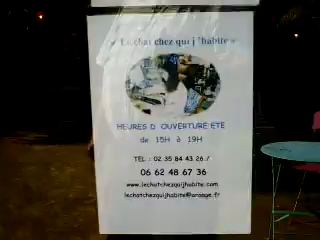 « Le chat chez qui j'habite »
HEURES D OUVERTURE ETE
de 15H à 19H
TEL : 02 35 84 43 26 /
06 62 48 67 36
www.lechatchezquijhabite.com
lechatchezquijhabite@orange.fr